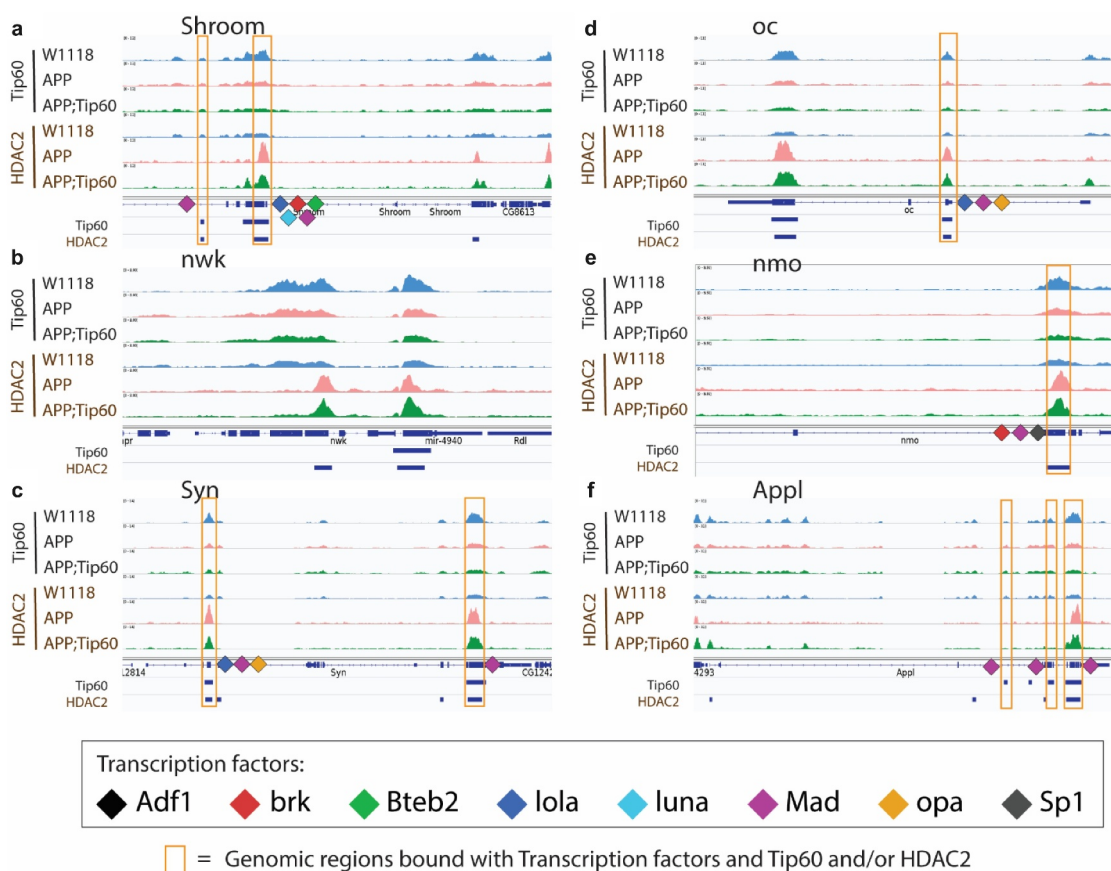 a Shroom
Tip60
W1118
APP
APP;Tip60
HDAC2
W1118
APP
APP;Tip60
Shroom Shroom Shroom CG8613
Tip60
HDAC2
b nwk
Tip60
W1118
APP
APP;Tip60
HDAC2
W1118
APP
APP;Tip60
nwk mir-4940 Rdl
Tip60
HDAC2
c Syn
Tip60
W1118
APP
APP;Tip60
HDAC2
W1118
APP
APP;Tip60
L2814 Syn CG1242
Tip60
HDAC2
d oc
Tip60
W1118
APP
APP;Tip60
HDAC2
W1118
APP
APP;Tip60
oc
Tip60
HDAC2
e nmo
Tip60
W1118
APP
APP;Tip60
HDAC2
W1118
APP
APP;Tip60
nmo
Tip60
HDAC2
f Appl
Tip60
W1118
APP
APP;Tip60
HDAC2
W1118
APP
APP;Tip60
4293 Appl
Tip60
HDAC2
Transcription factors:
Adf1 brk Bteb2 lola luna Mad opa Sp1
= Genomic regions bound with Transcription factors and Tip60 and/or HDAC2